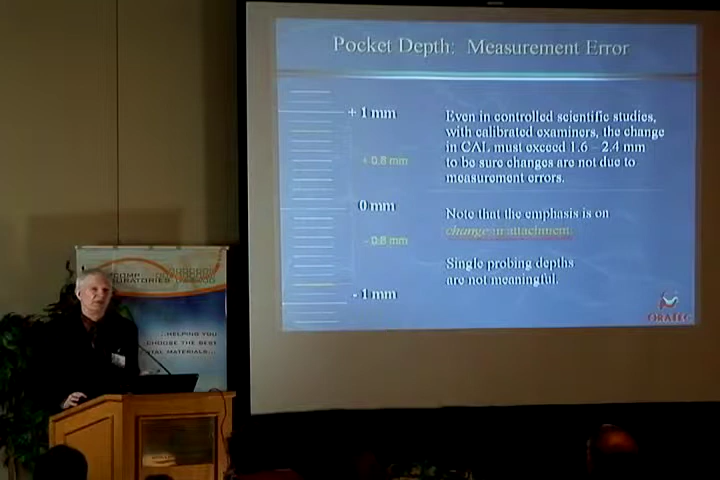 Pocket Depth: Measurement Error
+ 1 mm
+ 0.8 mm
0 mm
- 0.8 mm
- 1 mm
Even in controlled scientific studies,
with calibrated examiners, the change
in CAL must exceed 1.6 – 2.4 mm
to be sure changes are not due to
measurement errors.
Note that the emphasis is on
change in attachment.
Single probing depths
are not meaningful.
ORATEC
...HELPING YOU
CHOOSE THE BEST
TAL MATERIALS...